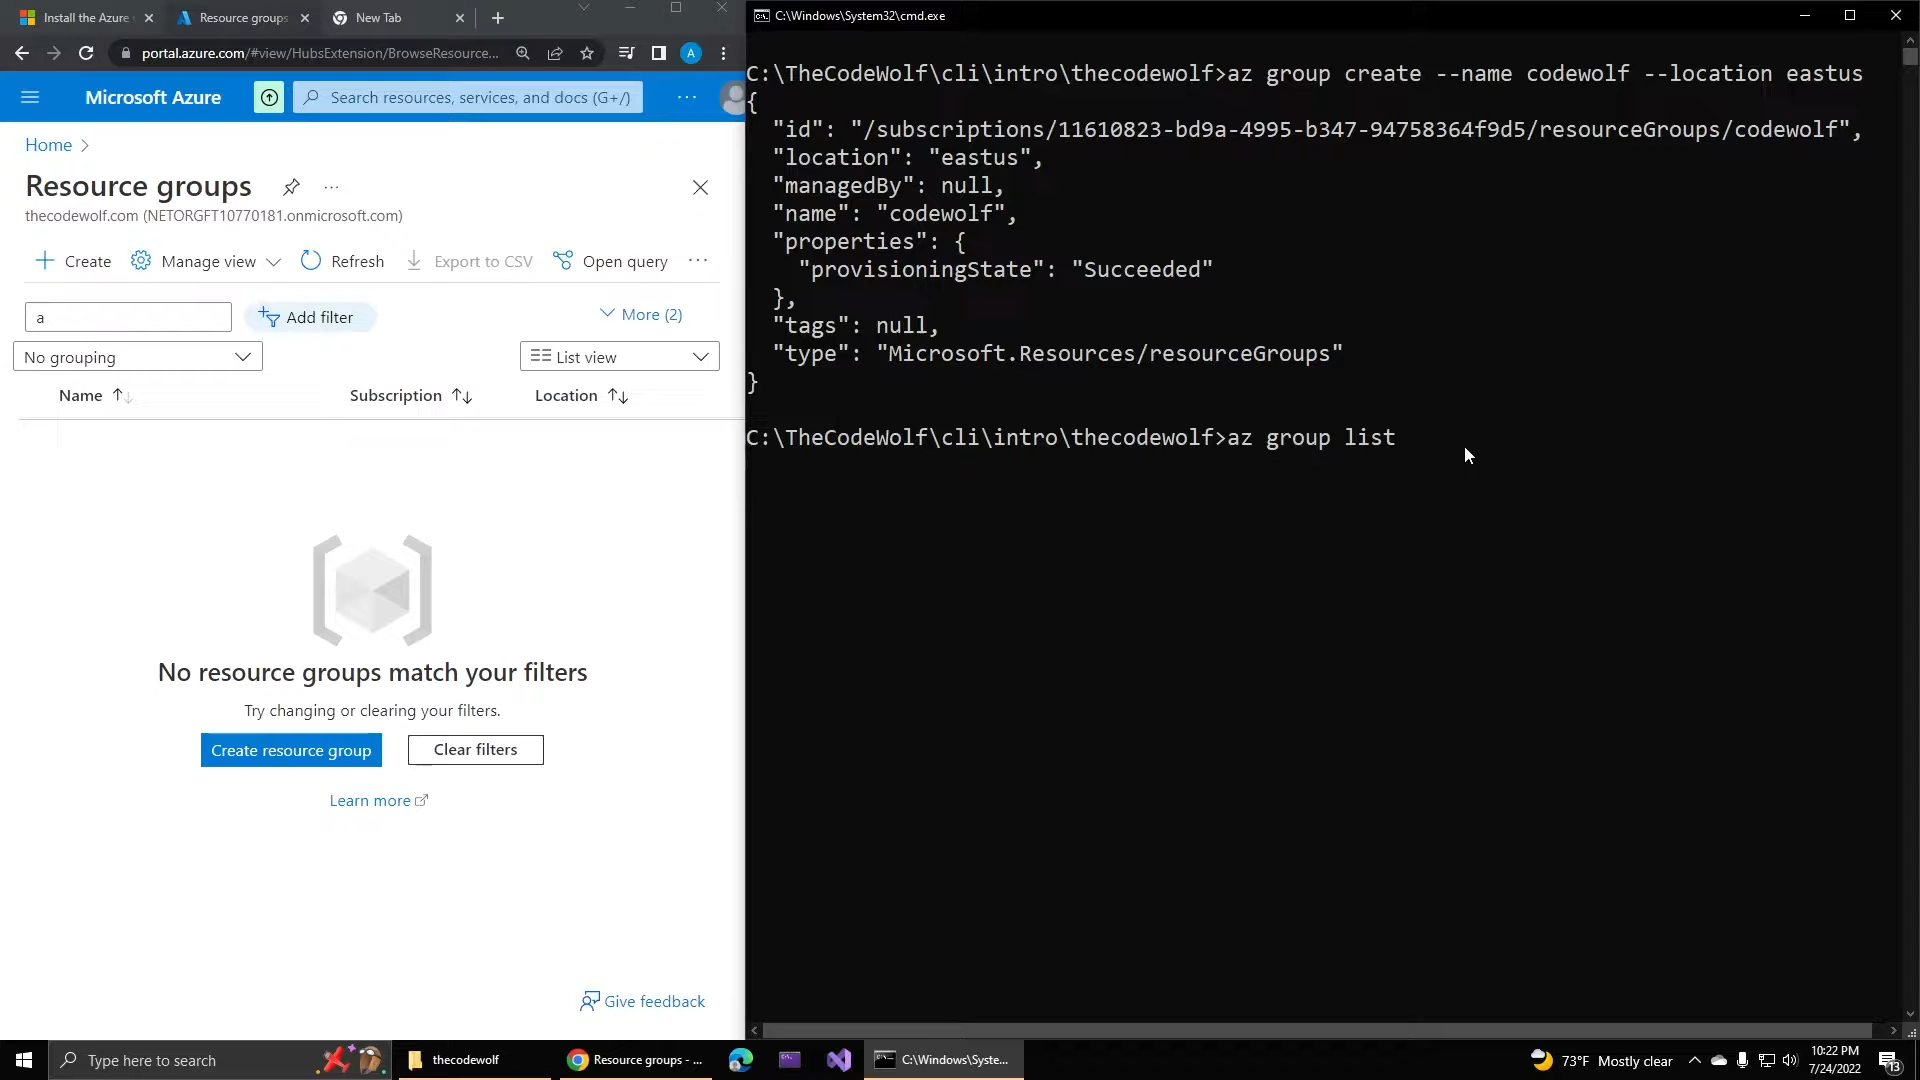 Install the Azure
Resource groups
New Tab
portal.azure.com/#view/HubsExtension/BrowseResource...
A
Microsoft Azure
Search resources, services, and docs (G+/)
Home
Resource groups
thecodewolf.com (NETORGFT10770181.onmicrosoft.com)
Create
Manage view
Refresh
Export to CSV
Open query
a
Add filter
More (2)
No grouping
List view
Name
Subscription
Location
No resource groups match your filters
Try changing or clearing your filters.
Create resource group
Clear filters
Learn more
Give feedback
C:\Windows\System32\cmd.exe
C:\TheCodeWolf\cli\intro\thecodewolf>az group create --name codewolf --location eastus
{
"id": "/subscriptions/11610823-bd9a-4995-b347-94758364f9d5/resourceGroups/codewolf",
"location": "eastus",
"managedBy": null,
"name": "codewolf",
"properties": {
"provisioningState": "Succeeded"
},
"tags": null,
"type": "Microsoft.Resources/resourceGroups"
}
C:\TheCodeWolf\cli\intro\thecodewolf>az group list
Type here to search
thecodewolf
Resource groups - ...
C:\Windows\Syste...
73°F Mostly clear
10:22 PM
7/24/2022
13